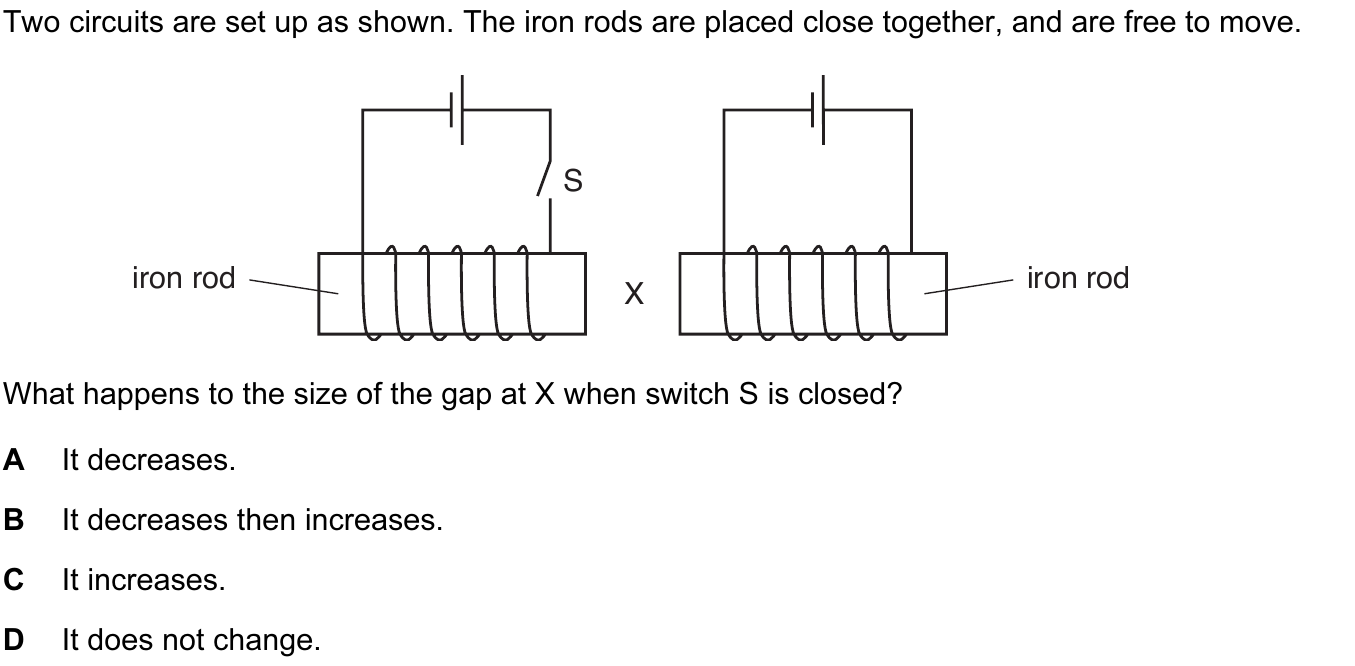 Two circuits are set up as shown. The iron rods are placed close together, and are free to move.
S
iron rod
X
iron rod
What happens to the size of the gap at X when switch S is closed?
A It decreases.
B It decreases then increases.
C It increases.
D It does not change.